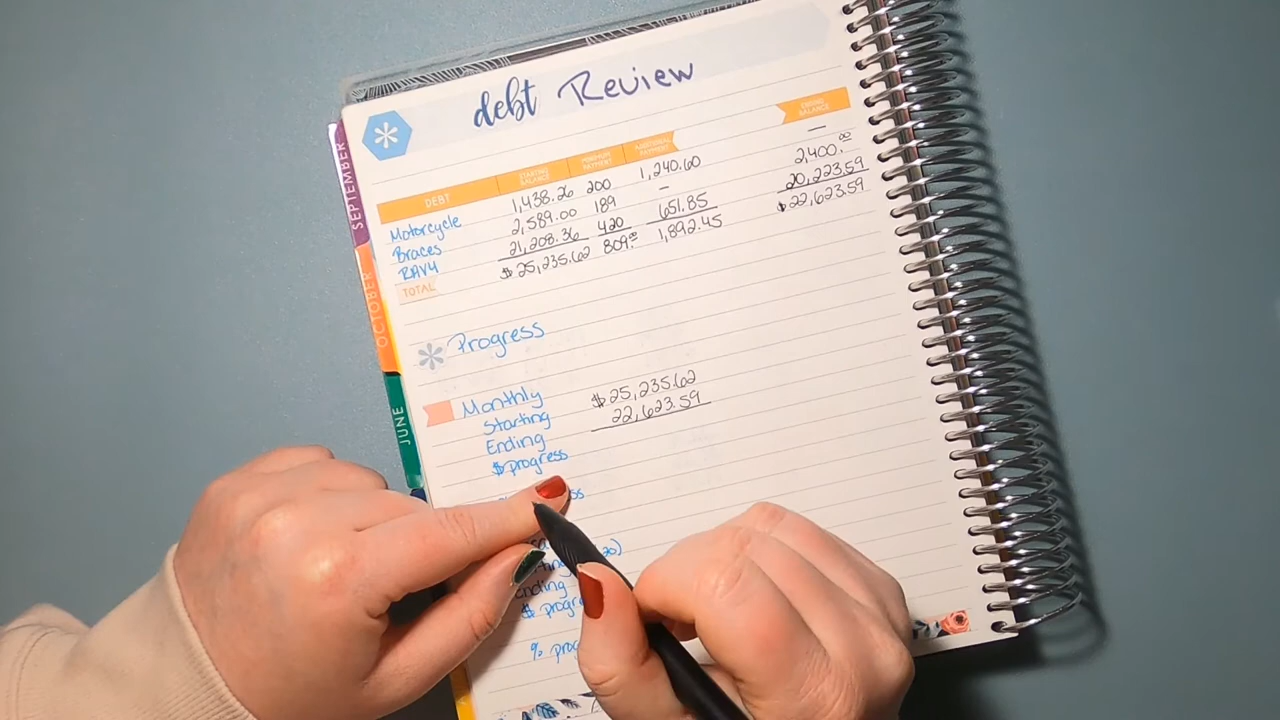 debt Review
DEBT STARTING BALANCE MINIMUM PAYMENT ADDITIONAL PAYMENT ENDING BALANCE
Motorcycle 1,438.26 200 1,240.60 —
Braces 2,589.00 189 — 2,400.00
RAV4 21,208.36 420 651.85 20,223.59
TOTAL $25,235.62 809.00 1,892.45 $22,623.59
Progress
Monthly
Starting $25,235.62
Ending 22,623.59
$ progress
ending
$ progr
% pro
SEPTEMBER
OCTOBER
JUNE